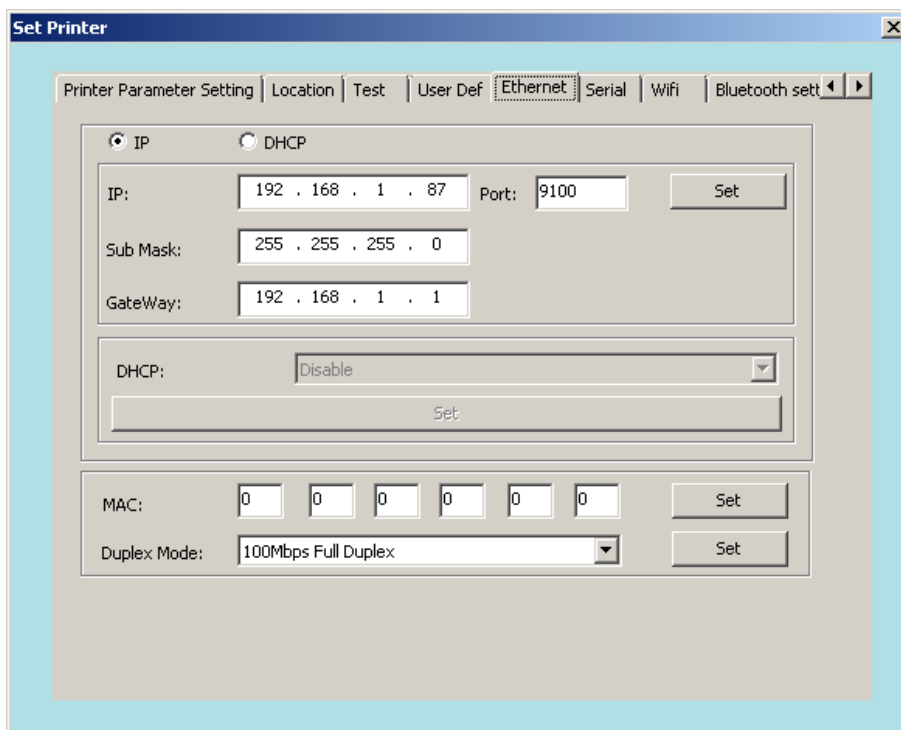 Set Printer
Printer Parameter Setting Location Test User Def Ethernet Serial Wifi Bluetooth sett
IP DHCP
IP: 192 . 168 . 1 . 87 Port: 9100 Set
Sub Mask: 255 . 255 . 255 . 0
GateWay: 192 . 168 . 1 . 1
DHCP: Disable
Set
MAC: 0 0 0 0 0 0 Set
Duplex Mode: 100Mbps Full Duplex Set